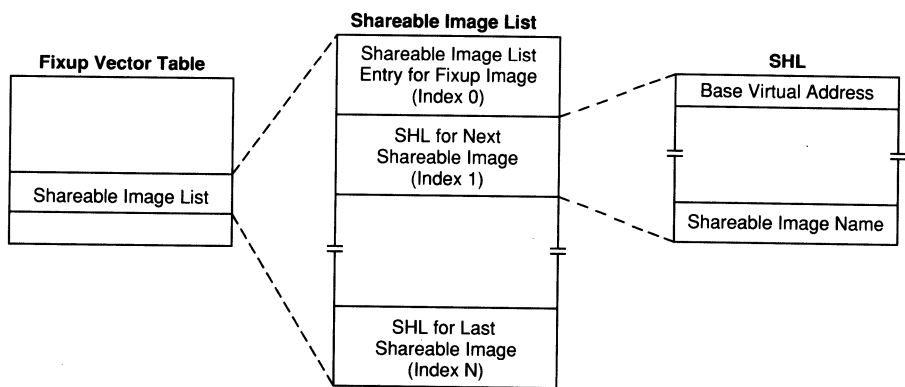 Fixup Vector Table
Shareable Image List
Shareable Image List
Shareable Image List
Entry for Fixup Image
(Index 0)
SHL for Next
Shareable Image
(Index 1)
SHL for Last
Shareable Image
(Index N)
SHL
Base Virtual Address
Shareable Image Name